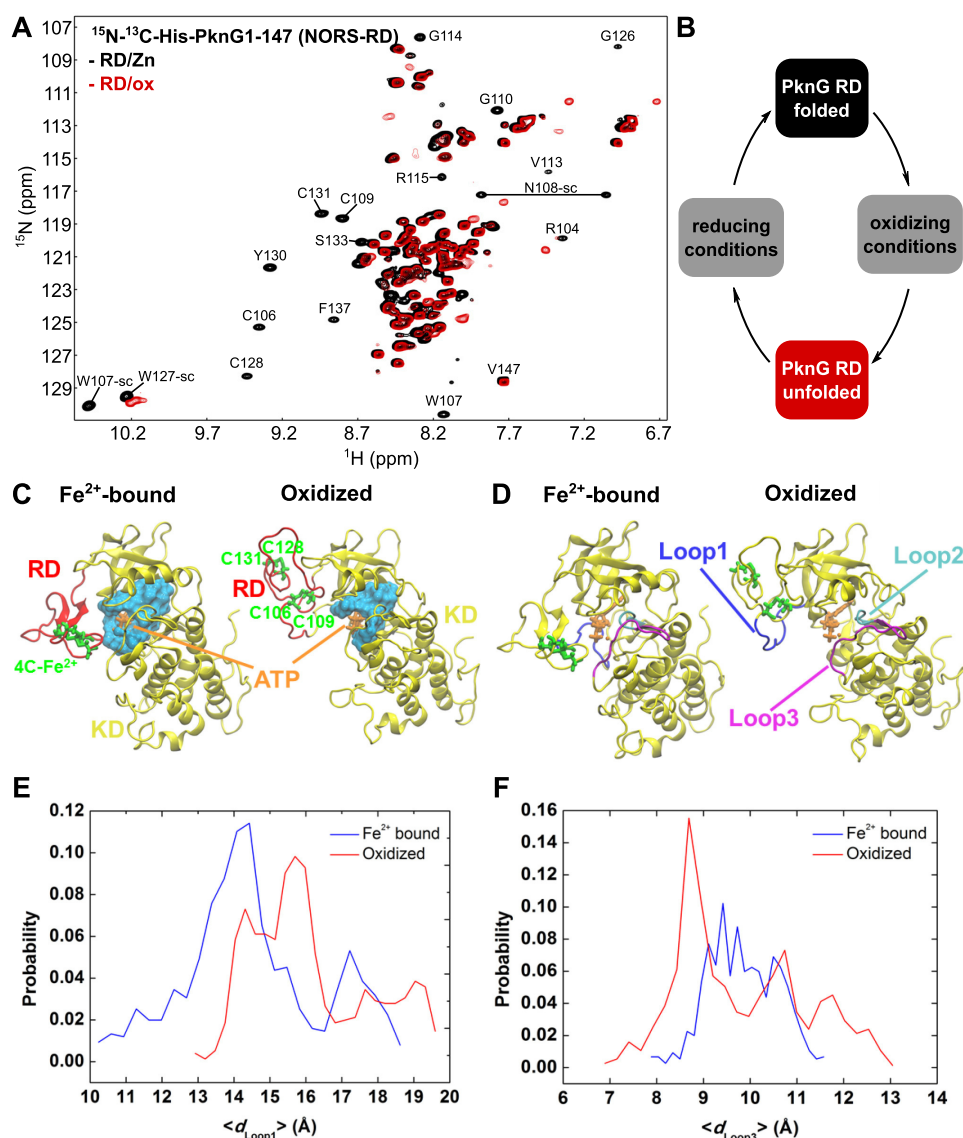 A
¹⁵N-¹³C-His-PknG1-147 (NORS-RD)
- RD/Zn
- RD/ox
G114
G126
G110
V113
R115
N108-sc
C131
C109
S133
R104
Y130
C106
F137
C128
V147
W107-sc
W127-sc
W107
107
109
111
113
115
117
119
121
123
125
127
129
¹⁵N (ppm)
10.2 9.7 9.2 8.7 8.2 7.7 7.2 6.7
¹H (ppm)
B
PknG RD
folded
reducing
conditions
oxidizing
conditions
PknG RD
unfolded
C
Fe²⁺-bound
Oxidized
RD
4C-Fe²⁺
KD
ATP
C131
C128
RD
C106
C109
KD
D
Fe²⁺-bound
Oxidized
Loop1
Loop2
Loop3
E
Fe²⁺ bound
Oxidized
0.12
0.10
0.08
0.06
0.04
0.02
0.00
Probability
10 11 12 13 14 15 16 17 18 19 20
<d_Loop1> (Å)
F
Fe²⁺ bound
Oxidized
0.16
0.14
0.12
0.10
0.08
0.06
0.04
0.02
0.00
Probability
6 7 8 9 10 11 12 13 14
<d_Loop3> (Å)